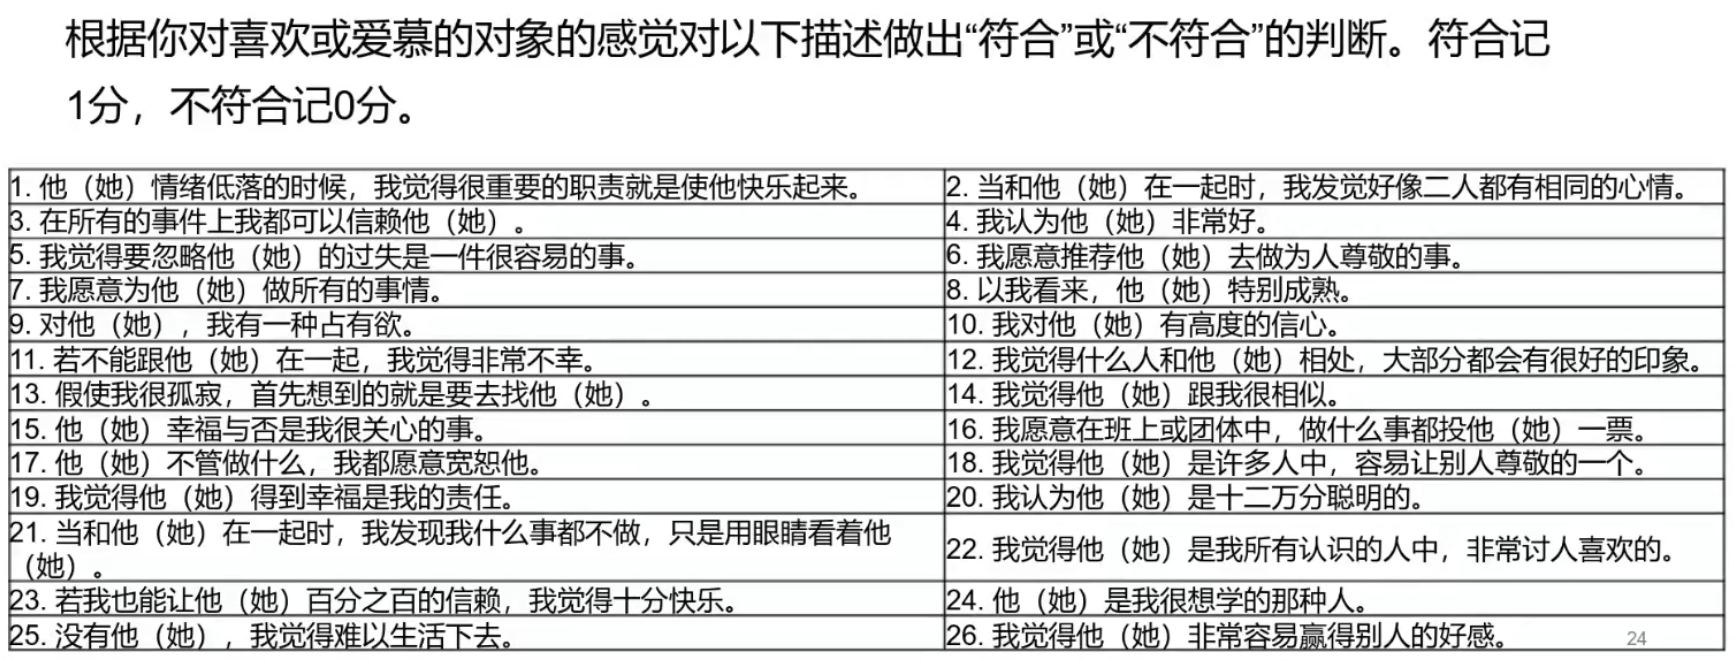 根据你对喜欢或爱慕的对象的感觉对以下描述做出“符合”或“不符合”的判断。符合记
1分，不符合记0分。
1. 他（她）情绪低落的时候，我觉得很重要的职责就是使他快乐起来。
2. 当和他（她）在一起时，我发觉好像二人都有相同的心情。
3. 在所有的事件上我都可以信赖他（她）。
4. 我认为他（她）非常好。
5. 我觉得要忽略他（她）的过失是一件很容易的事。
6. 我愿意推荐他（她）去做为人尊敬的事。
7. 我愿意为他（她）做所有的事情。
8. 以我看来，他（她）特别成熟。
9. 对他（她），我有一种占有欲。
10. 我对他（她）有高度的信心。
11. 若不能跟他（她）在一起，我觉得非常不幸。
12. 我觉得什么人和他（她）相处，大部分都会有很好的印象。
13. 假使我很孤寂，首先想到的就是要去找他（她）。
14. 我觉得他（她）跟我很相似。
15. 他（她）幸福与否是我很关心的事。
16. 我愿意在班上或团体中，做什么事都投他（她）一票。
17. 他（她）不管做什么，我都愿意宽恕他。
18. 我觉得他（她）是许多人中，容易让别人尊敬的一个。
19. 我觉得他（她）得到幸福是我的责任。
20. 我认为他（她）是十二万分聪明的。
21. 当和他（她）在一起时，我发现我什么事都不做，只是用眼睛看着他
（她）。
22. 我觉得他（她）是我所有认识的人中，非常讨人喜欢的。
23. 若我也能让他（她）百分之百的信赖，我觉得十分快乐。
24. 他（她）是我很想学的那种人。
25. 没有他（她），我觉得难以生活下去。
26. 我觉得他（她）非常容易赢得别人的好感。
24